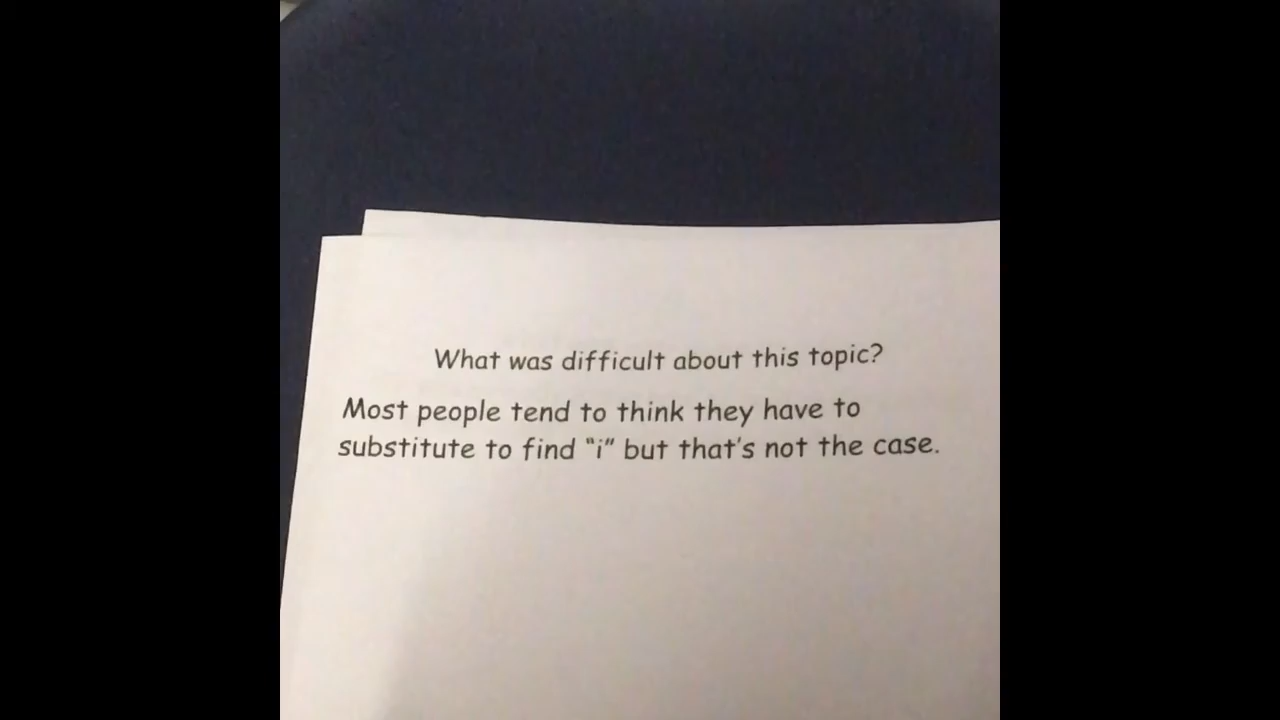 What was difficult about this topic?
Most people tend to think they have to
substitute to find “i” but that's not the case.